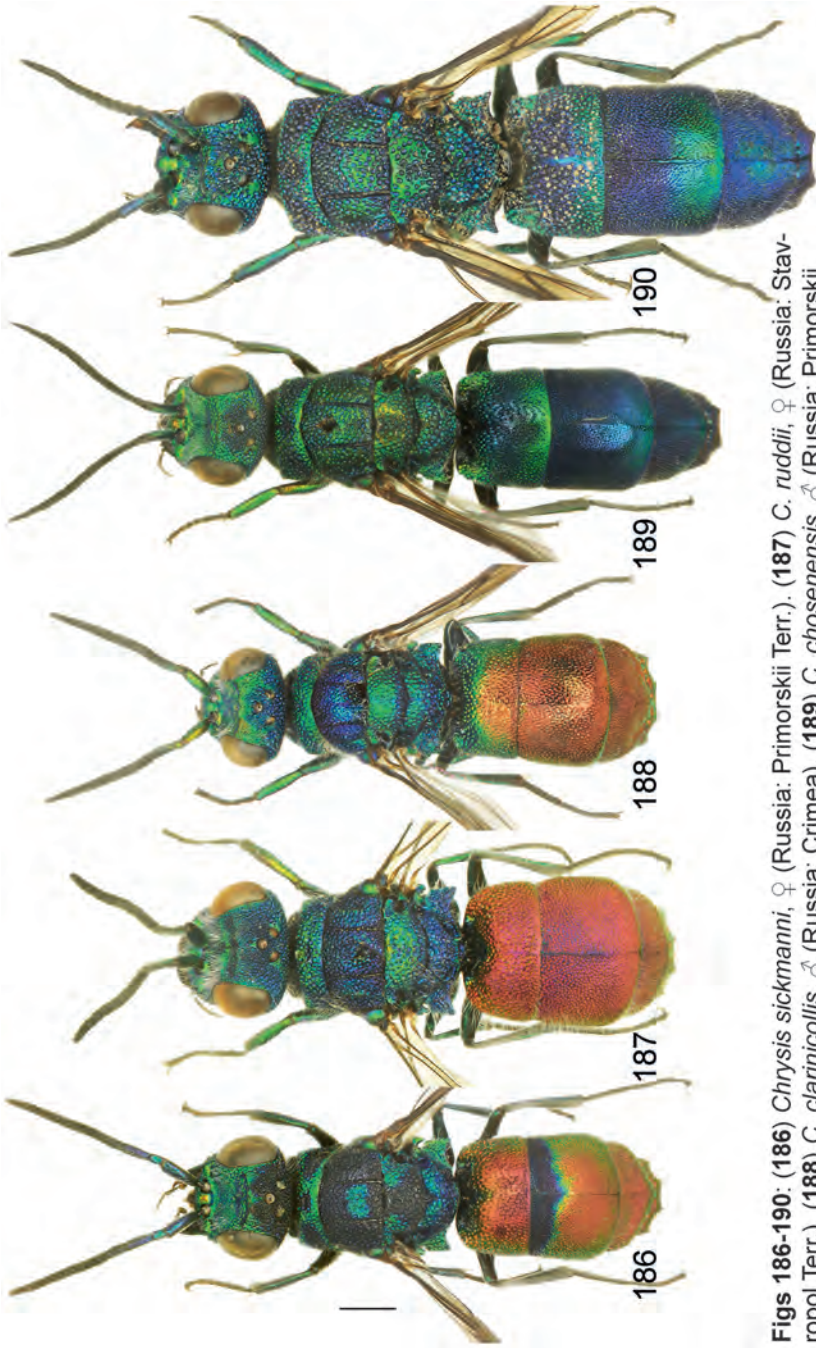 186
187
188
189
190
Figs 186-190: (186) Chrysis sickmanni, ♀ (Russia: Primorskii Terr.). (187) C. ruddii, ♀ (Russia: Stav-
ropol Terr.). (188) C. clarinicollis, ♂ (Russia: Crimea). (189) C. chosenensis, ♂ (Russia: Primorskii